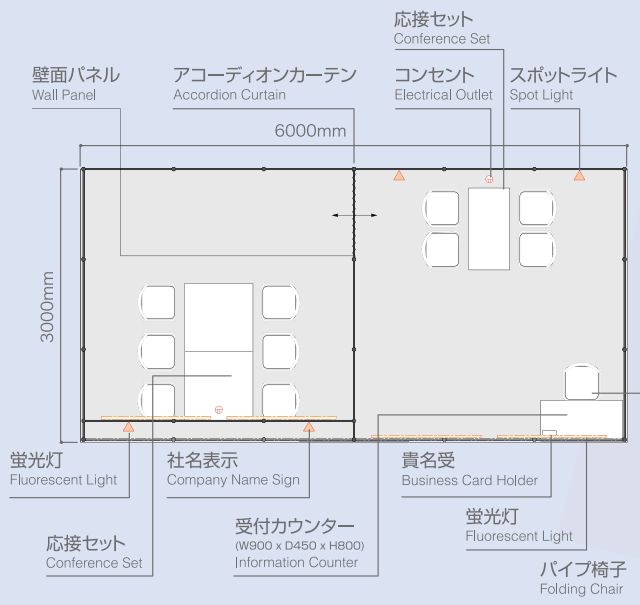 応接セット
Conference Set
壁面パネル
Wall Panel
アコーディオンカーテン
Accordion Curtain
コンセント
Electrical Outlet
スポットライト
Spot Light
6000mm
3000mm
蛍光灯
Fluorescent Light
社名表示
Company Name Sign
貴名受
Business Card Holder
応接セット
Conference Set
受付カウンター
(W900 x D450 x H800)
Information Counter
蛍光灯
Fluorescent Light
パイプ椅子
Folding Chair